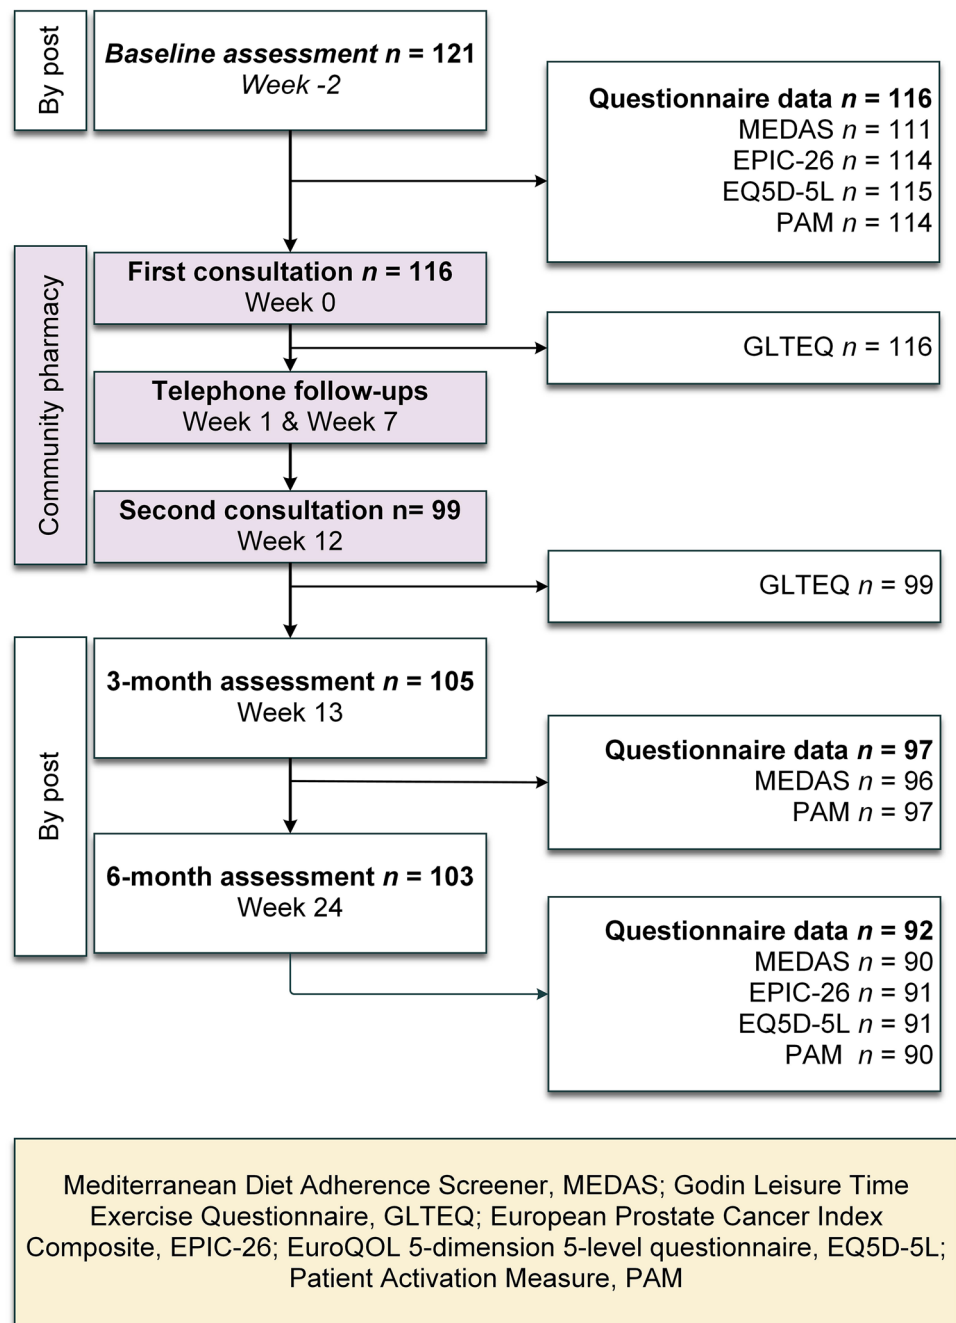 By post
Baseline assessment n = 121
Week -2
Questionnaire data n = 116
MEDAS n = 111
EPIC-26 n = 114
EQ5D-5L n = 115
PAM n = 114
Community pharmacy
First consultation n = 116
Week 0
GLTEQ n = 116
Telephone follow-ups
Week 1 & Week 7
Second consultation n= 99
Week 12
GLTEQ n = 99
By post
3-month assessment n = 105
Week 13
Questionnaire data n = 97
MEDAS n = 96
PAM n = 97
6-month assessment n = 103
Week 24
Questionnaire data n = 92
MEDAS n = 90
EPIC-26 n = 91
EQ5D-5L n = 91
PAM n = 90
Mediterranean Diet Adherence Screener, MEDAS; Godin Leisure Time
Exercise Questionnaire, GLTEQ; European Prostate Cancer Index
Composite, EPIC-26; EuroQOL 5-dimension 5-level questionnaire, EQ5D-5L;
Patient Activation Measure, PAM